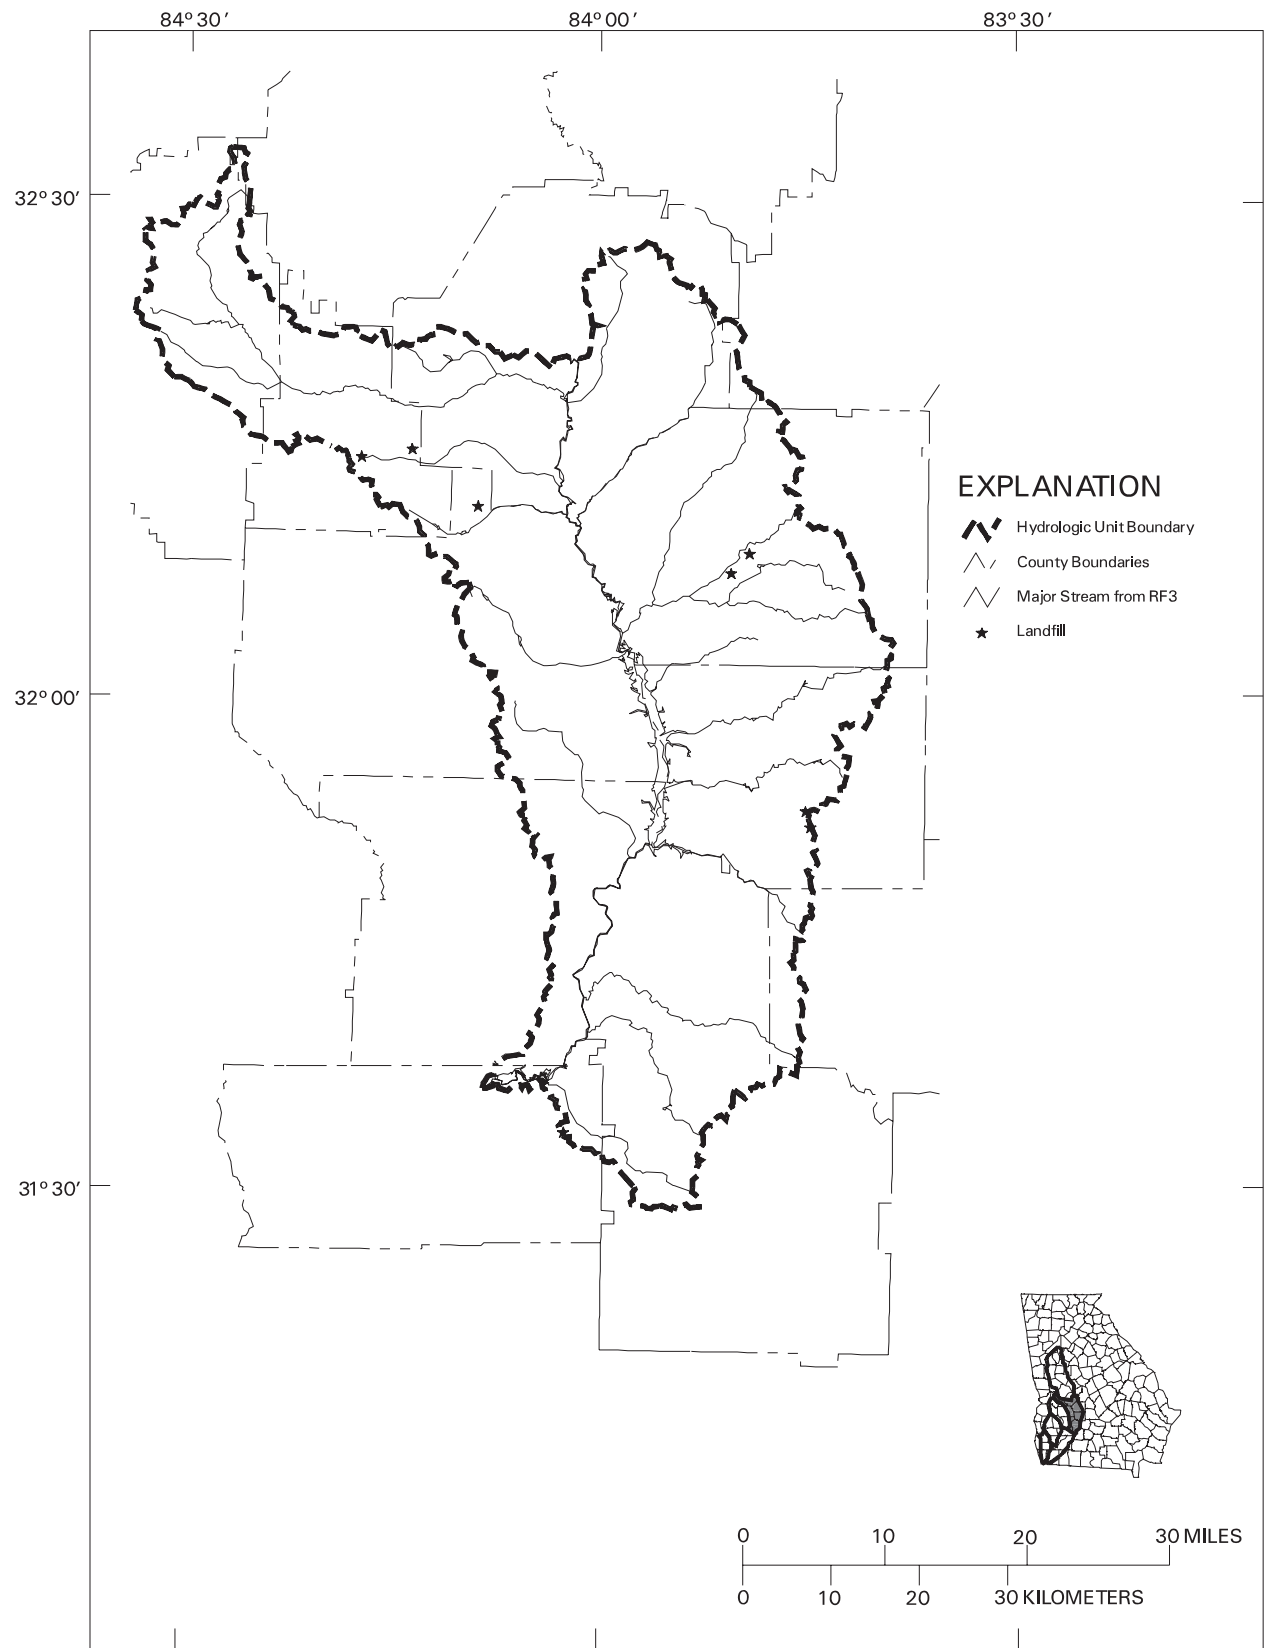 84° 30’ 84° 00’ 83° 30’
32° 30’
EXPLANATION
Hydrologic Unit Boundary
County Boundaries
Major Stream from RF3
Landfill
32° 00’
31° 30’
0 10 20 30 MILES
0 10 20 30 KILOMETERS